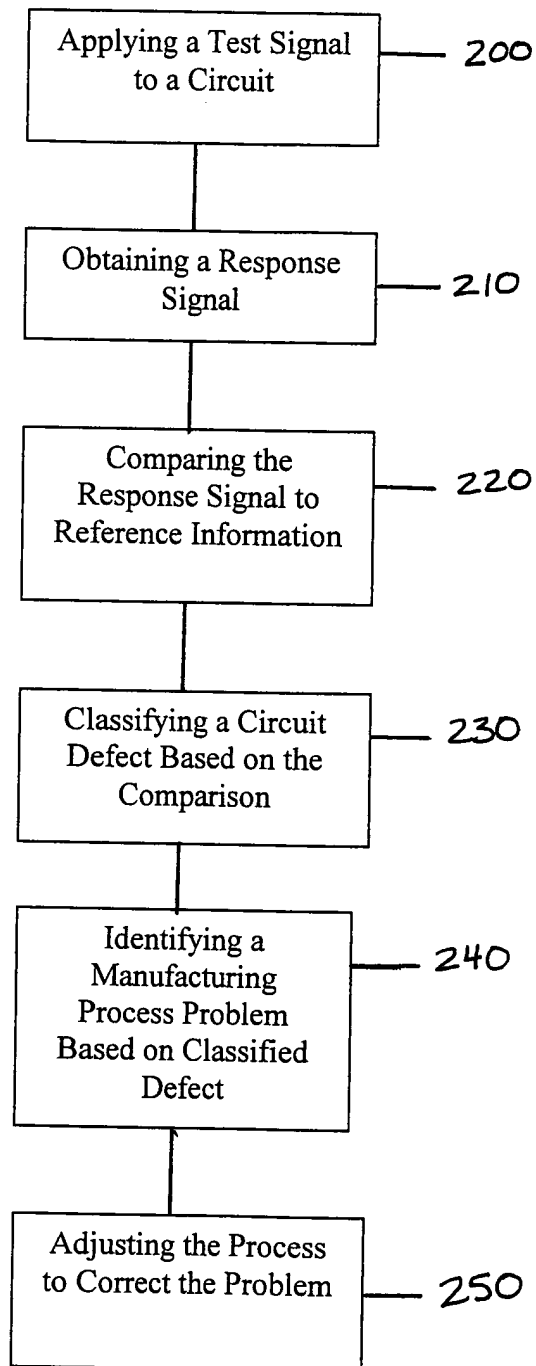 Applying a Test Signal
to a Circuit
200
Obtaining a Response
Signal
210
Comparing the
Response Signal to
Reference Information
220
Classifying a Circuit
Defect Based on the
Comparison
230
Identifying a
Manufacturing
Process Problem
Based on Classified
Defect
240
Adjusting the Process
to Correct the Problem
250